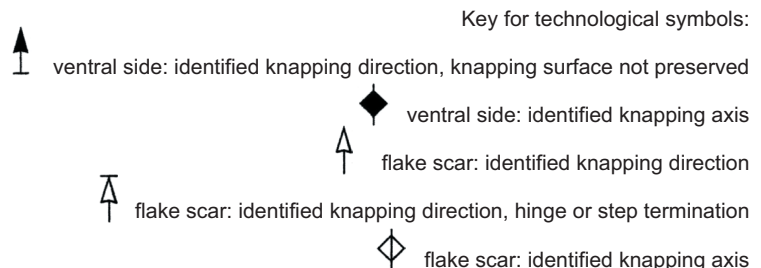 Key for technological symbols:
ventral side: identified knapping direction, knapping surface not preserved
ventral side: identified knapping axis
flake scar: identified knapping direction
flake scar: identified knapping direction, hinge or step termination
flake scar: identified knapping axis